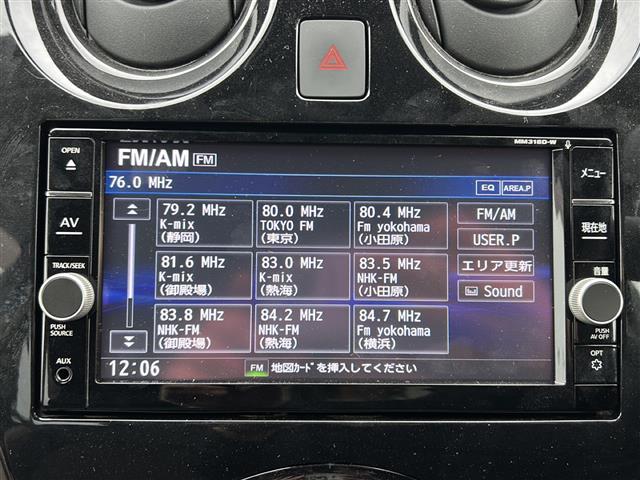 MM318D-W
OPEN
FM/AM FM
メニュー
76.0 MHz
EQ AREA.P
79.2 MHz
K-mix
(静岡)
80.0 MHz
TOKYO FM
(東京)
80.4 MHz
Fm yokohama
(小田原)
FM/AM
AV
現在地
USER.P
81.6 MHz
K-mix
(御殿場)
83.0 MHz
K-mix
(熱海)
83.5 MHz
NHK-FM
(小田原)
エリア更新
TRACK/SEEK
音量
Sound
83.8 MHz
NHK-FM
(御殿場)
84.2 MHz
NHK-FM
(熱海)
84.7 MHz
Fm yokohama
(横浜)
PUSH
SOURCE
PUSH
AV OFF
AUX
OPT
12:06
FM 地図ｶｰﾄﾞを挿入してください